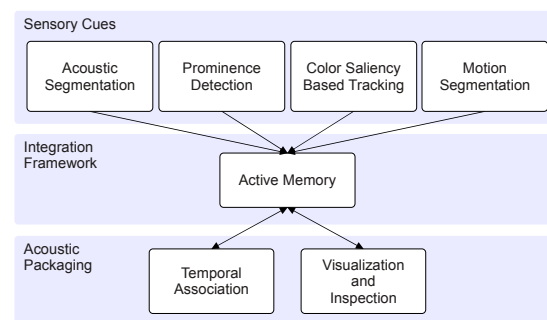 Sensory Cues
Acoustic
Segmentation
Prominence
Detection
Color Saliency
Based Tracking
Motion
Segmentation
Integration
Framework
Active Memory
Acoustic
Packaging
Temporal
Association
Visualization
and
Inspection